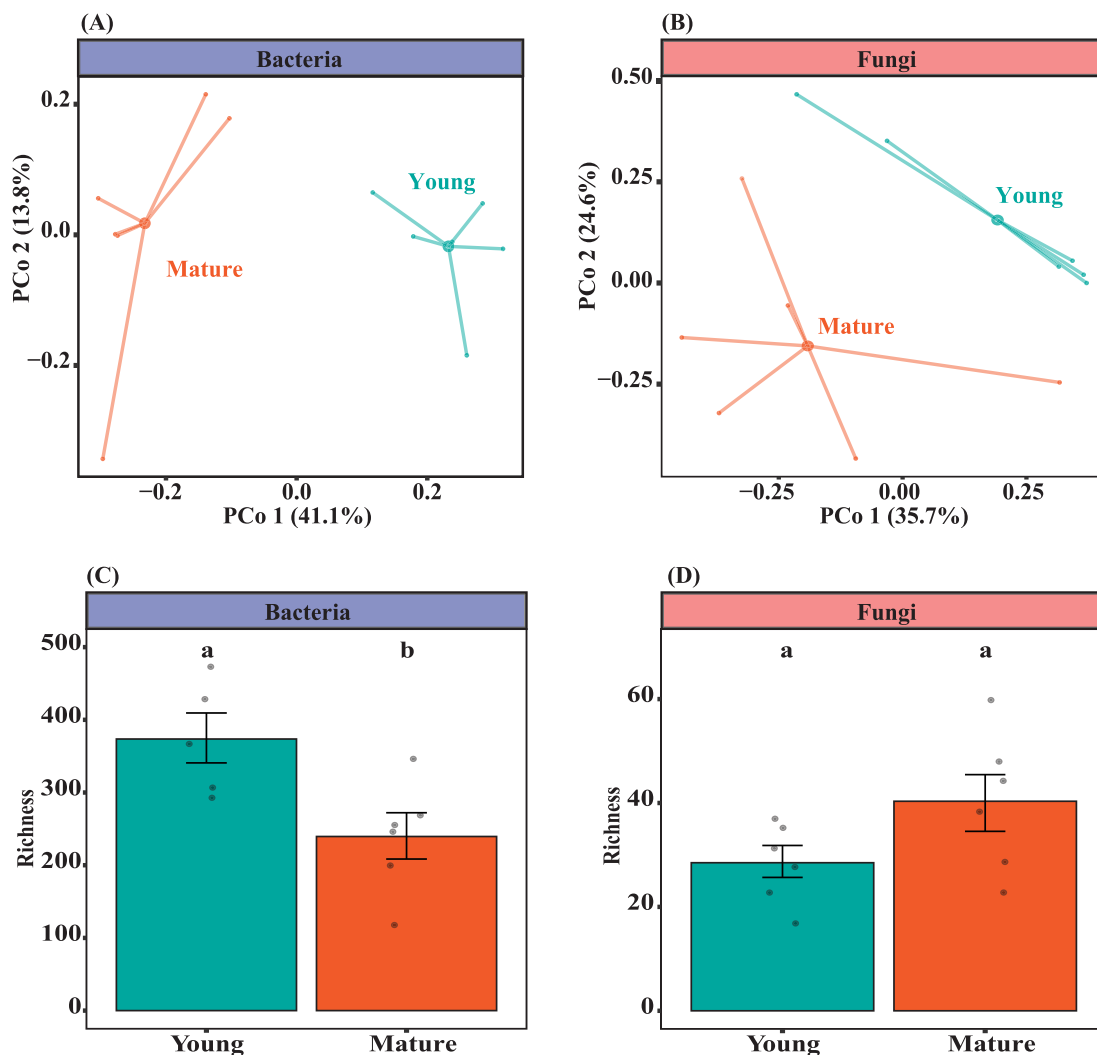 (A)
Bacteria
0.2
0.0
−0.2
PCo 2 (13.8%)
Young
Mature
−0.2
0.0
0.2
PCo 1 (41.1%)
(B)
Fungi
0.50
0.25
0.00
−0.25
PCo 2 (24.6%)
Young
Mature
−0.25
0.00
0.25
PCo 1 (35.7%)
(C)
Bacteria
500
400
300
200
100
0
Richness
a
b
Young
Mature
(D)
Fungi
60
40
20
0
Richness
a
a
Young
Mature